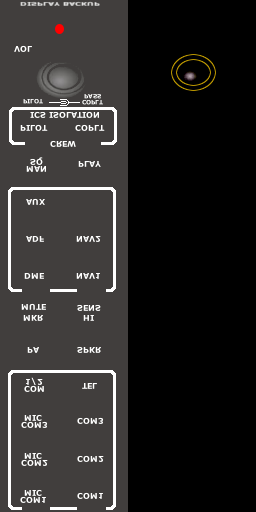 COM1 MIC COM1
COM2 MIC COM2
COM3 MIC COM3
COM 1/2 TEL
PA SPKR
MKR MUTE HI SENS
DME NAV1
ADF NAV2
AUX
MAN SQ PLAY
CREW
PILOT COPLT
ICS ISOLATION
PILOT COPLT
PASS
VOL
DISPLAY BACKUP